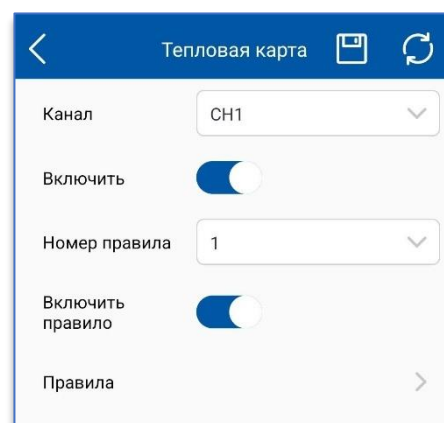 Тепловая карта
Канал CH1
Включить
Номер правила 1
Включить
правило
Правила